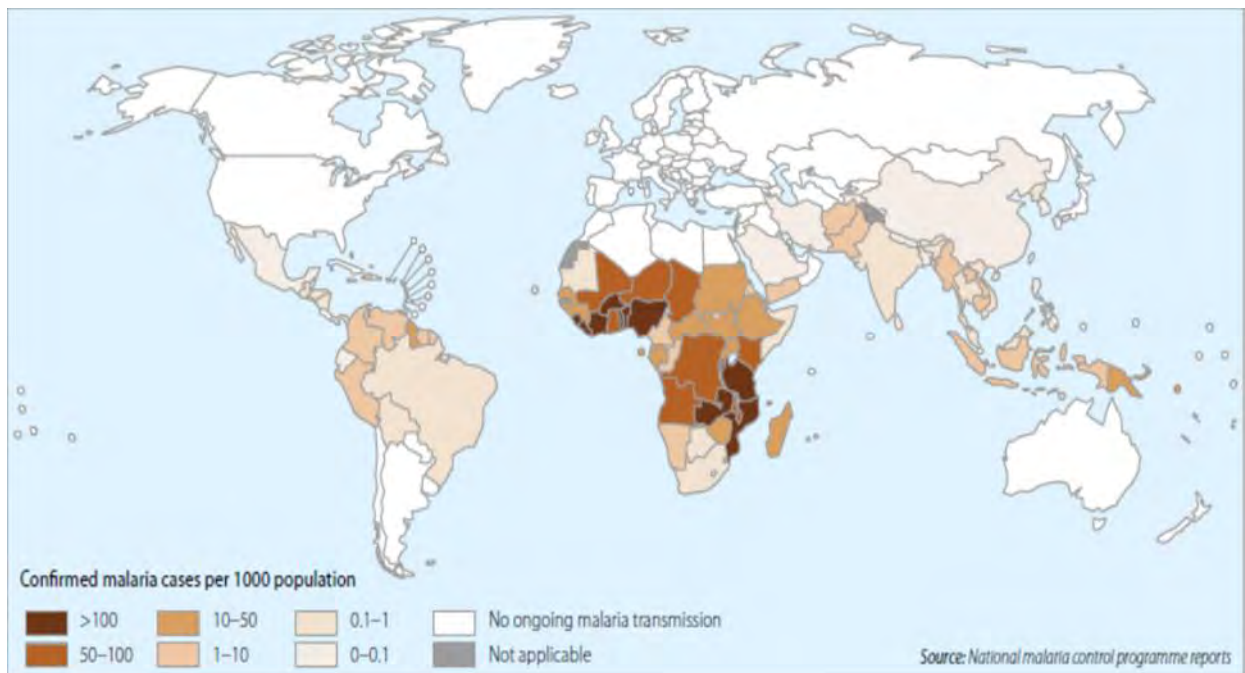 Confirmed malaria cases per 1000 population
>100
10–50
0.1–1
No ongoing malaria transmission
50–100
1–10
0–0.1
Not applicable
Source: National malaria control programme reports